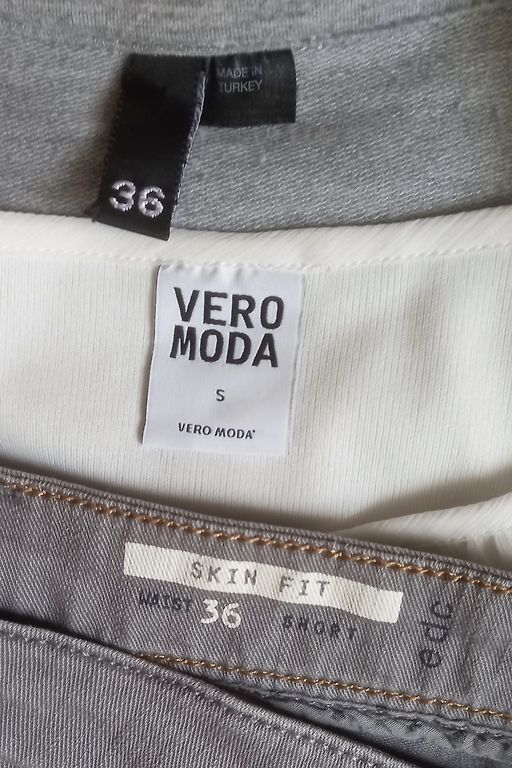 MADE IN
TURKEY
36
VERO
MODA
S
VERO MODA®
SKIN FIT
WAIST 36 SHORT
edc